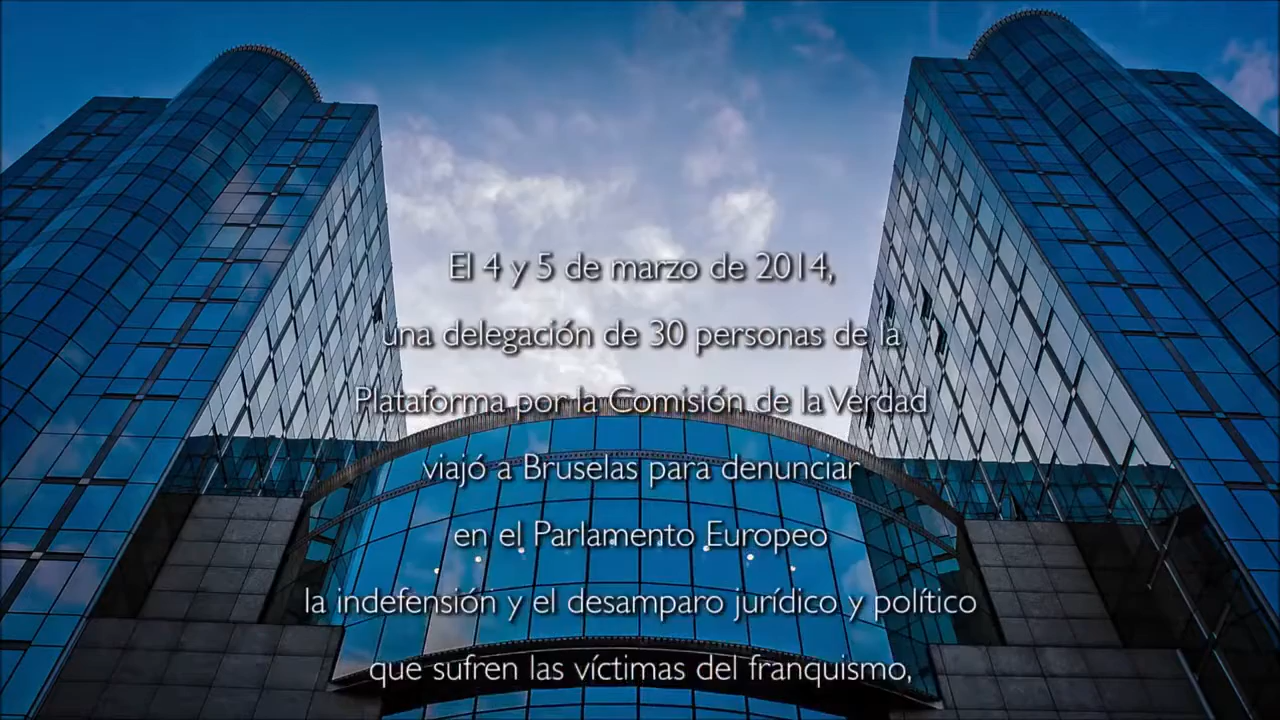 El 4 y 5 de marzo de 2014,
una delegación de 30 personas de la
Plataforma por la Comisión de la Verdad
viajó a Bruselas para denunciar
en el Parlamento Europeo
la indefensión y el desamparo jurídico y político
que sufren las víctimas del franquismo,